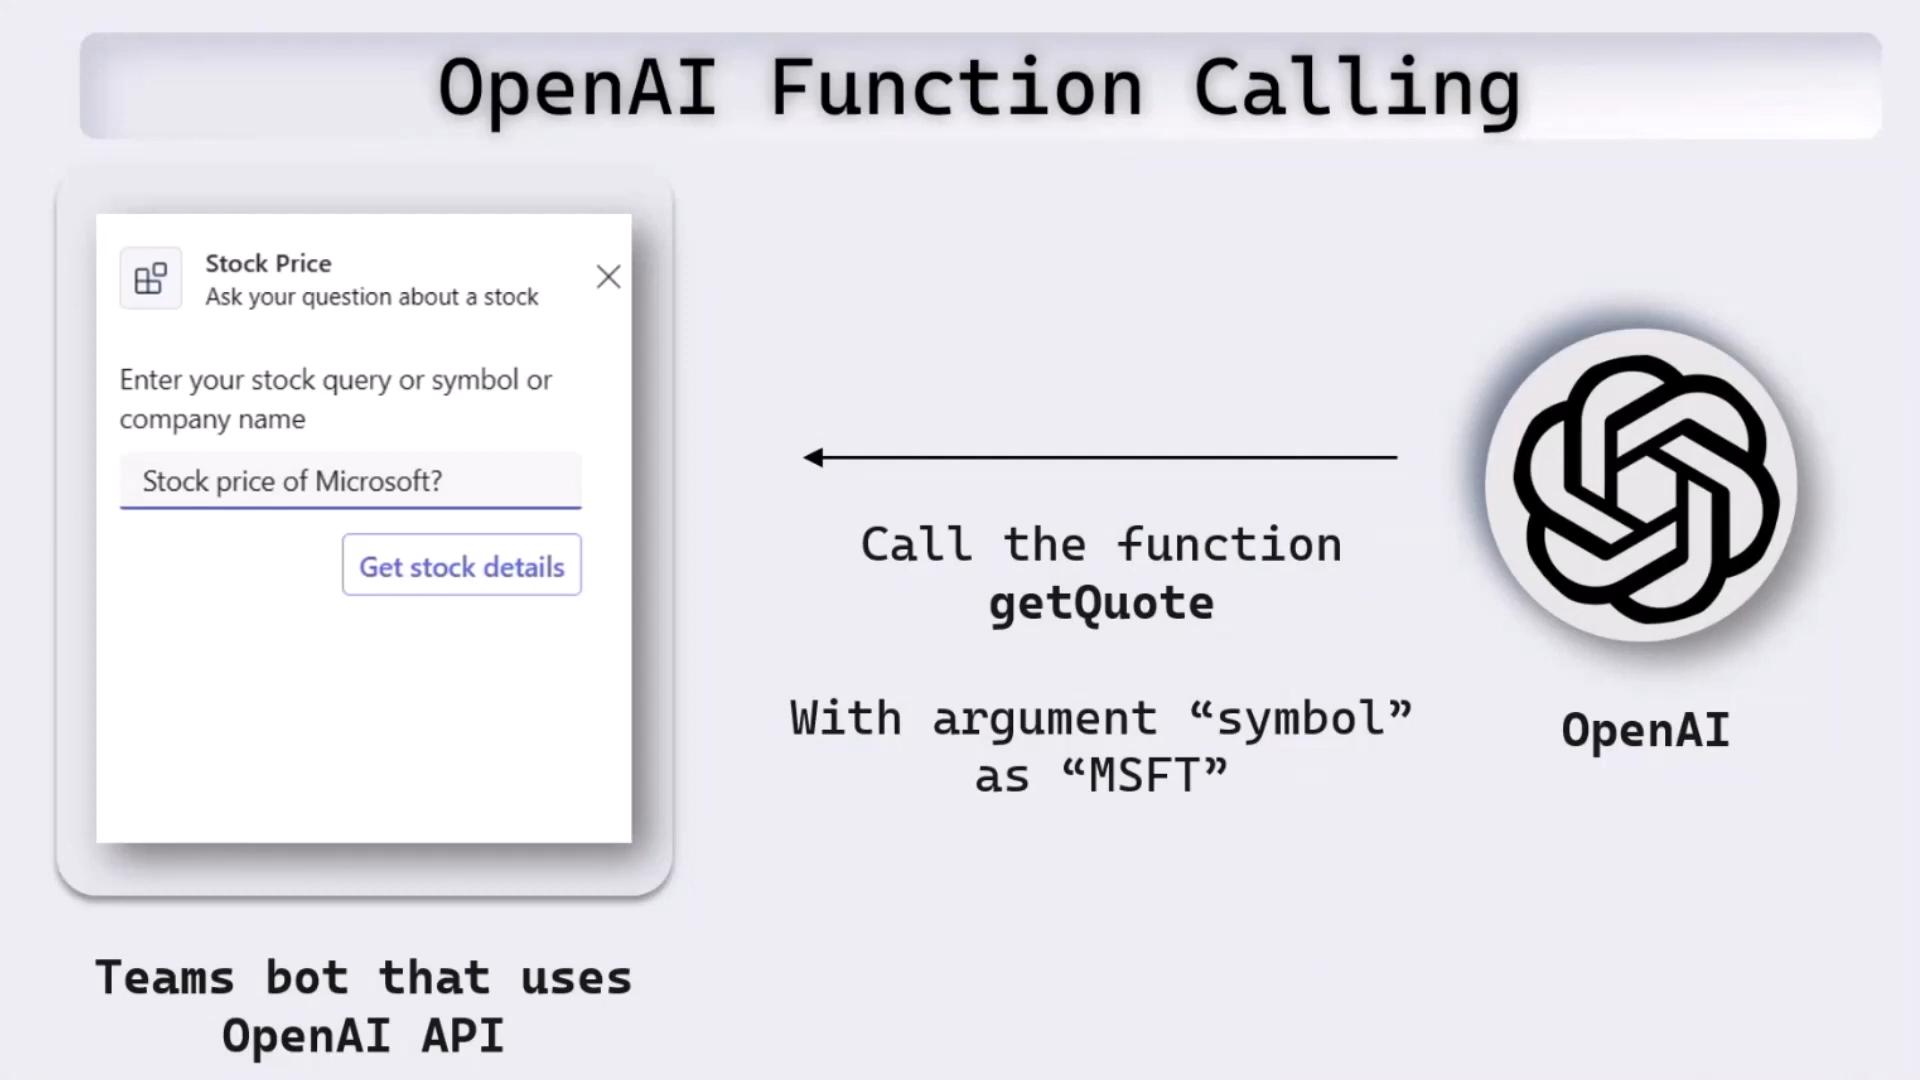 OpenAI Function Calling
Stock Price
Ask your question about a stock
Enter your stock query or symbol or
company name
Stock price of Microsoft?
Get stock details
Call the function
getQuote
With argument “symbol”
as “MSFT”
OpenAI
Teams bot that uses
OpenAI API